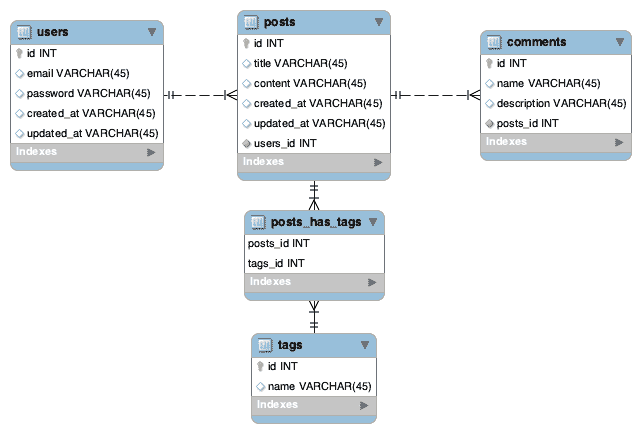 users
id INT
email VARCHAR(45)
password VARCHAR(45)
created_at VARCHAR(45)
updated_at VARCHAR(45)
Indexes
posts
id INT
title VARCHAR(45)
content VARCHAR(45)
created_at VARCHAR(45)
updated_at VARCHAR(45)
users_id INT
Indexes
comments
id INT
name VARCHAR(45)
description VARCHAR(45)
posts_id INT
Indexes
posts_has_tags
posts_id INT
tags_id INT
Indexes
tags
id INT
name VARCHAR(45)
Indexes